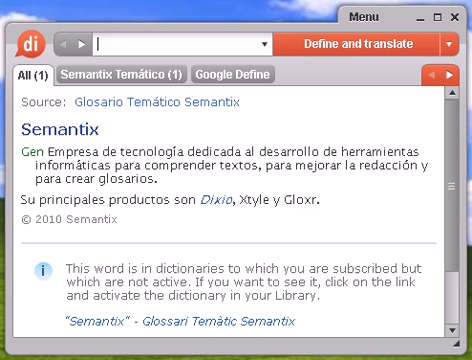 Menu
di
Define and translate
All (1) Semantix Temático (1) Google Define
Source: Glosario Temático Semantix
Semantix
Gen Empresa de tecnología dedicada al desarrollo de herramientas
informáticas para comprender textos, para mejorar la redacción y
para crear glosarios.
Su principales productos son Dixio, Xtyle y Gloxr.
© 2010 Semantix
i
This word is in dictionaries to which you are subscribed but
which are not active. If you want to see it, click on the link
and activate the dictionary in your Library.
"Semantix" - Glossari Temàtic Semantix